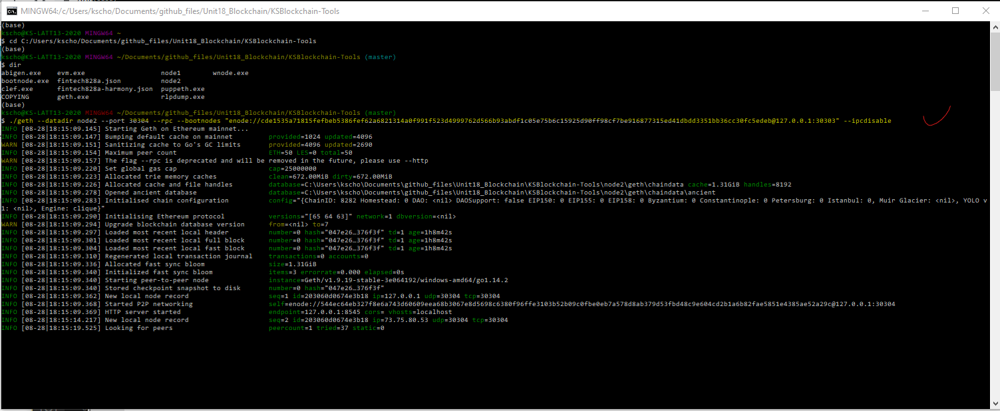 MINGW64:/c/Users/kscho/Documents/github_files/Unit18_Blockchain/KSBlockchain-Tools
(base)
kscho@KS-LATT13-2020 MINGW64 ~
$ cd C:/Users/kscho/Documents/github_files/Unit18_Blockchain/KSBlockchain-Tools
(base)
kscho@KS-LATT13-2020 MINGW64 ~/Documents/github_files/Unit18_Blockchain/KSBlockchain-Tools (master)
$ dir
abigen.exe    evm.exe                   node1         wnode.exe
bootnode.exe  fintech828a.json          node2
clef.exe      fintech828a-harmony.json  puppeth.exe
COPYING       geth.exe                  rlpdump.exe
(base)
kscho@KS-LATT13-2020 MINGW64 ~/Documents/github_files/Unit18_Blockchain/KSBlockchain-Tools (master)
$ ./geth --datadir node2 --port 30304 --rpc --bootnodes "enode://cde1535a71815fefbeb5386fef62a6821314a0f991f523d4999762d566b93abdf1c05e75b6c15925d90ff98cf7be916877315ed41dbdd3351bb36cc30fc5edeb@127.0.0.1:30303" --ipcdisable
INFO [08-28|18:15:09.145] Starting Geth on Ethereum mainnet...
INFO [08-28|18:15:09.147] Bumping default cache on mainnet         provided=1024 updated=4096
WARN [08-28|18:15:09.151] Sanitizing cache to Go's GC limits       provided=4096 updated=2690
INFO [08-28|18:15:09.154] Maximum peer count                       ETH=50 LES=0 total=50
WARN [08-28|18:15:09.157] The flag --rpc is deprecated and will be removed in the future, please use --http
INFO [08-28|18:15:09.220] Set global gas cap                       cap=25000000
INFO [08-28|18:15:09.223] Allocated trie memory caches             clean=672.00MiB dirty=672.00MiB
INFO [08-28|18:15:09.226] Allocated cache and file handles         database=C:\Users\kscho\Documents\github_files\Unit18_Blockchain\KSBlockchain-Tools\node2\geth\chaindata cache=1.31GiB handles=8192
INFO [08-28|18:15:09.278] Opened ancient database                  database=C:\Users\kscho\Documents\github_files\Unit18_Blockchain\KSBlockchain-Tools\node2\geth\chaindata\ancient
INFO [08-28|18:15:09.283] Initialised chain configuration          config="{ChainID: 8282 Homestead: 0 DAO: <nil> DAOSupport: false EIP150: 0 EIP155: 0 EIP158: 0 Byzantium: 0 Constantinople: 0 Petersburg: 0 Istanbul: 0, Muir Glacier: <nil>, YOLO v
1: <nil>, Engine: clique}"
INFO [08-28|18:15:09.290] Initialising Ethereum protocol           versions="[65 64 63]" network=1 dbversion=<nil>
WARN [08-28|18:15:09.294] Upgrade blockchain database version      from=<nil> to=7
INFO [08-28|18:15:09.297] Loaded most recent local header          number=0 hash="047e26…376f3f" td=1 age=1h8m42s
INFO [08-28|18:15:09.301] Loaded most recent local full block      number=0 hash="047e26…376f3f" td=1 age=1h8m42s
INFO [08-28|18:15:09.304] Loaded most recent local fast block      number=0 hash="047e26…376f3f" td=1 age=1h8m42s
INFO [08-28|18:15:09.310] Regenerated local transaction journal    transactions=0 accounts=0
INFO [08-28|18:15:09.336] Allocated fast sync bloom                size=1.31GiB
INFO [08-28|18:15:09.340] Initialized fast sync bloom              items=3 errorrate=0.000 elapsed=0s
INFO [08-28|18:15:09.340] Starting peer-to-peer node               instance=Geth/v1.9.19-stable-3e064192/windows-amd64/go1.14.2
INFO [08-28|18:15:09.340] Stored checkpoint snapshot to disk       number=0 hash="047e26…376f3f"
INFO [08-28|18:15:09.362] New local node record                    seq=1 id=203060d0674e3b18 ip=127.0.0.1 udp=30304 tcp=30304
INFO [08-28|18:15:09.368] Started P2P networking                   self=enode://544ec64eb327f8e6a743d60609eea68b3067e8d5698c6380f96ffe3103b52b09c0fbe0eb7a578d8ab379d53fbd48c9e604cd2b1a6b82fae5851e4385ae52a29c@127.0.0.1:30304
INFO [08-28|18:15:09.369] HTTP server started                      endpoint=127.0.0.1:8545 cors= vhosts=localhost
INFO [08-28|18:15:14.217] New local node record                    seq=2 id=203060d0674e3b18 ip=73.75.80.53 udp=30304 tcp=30304
INFO [08-28|18:15:19.525] Looking for peers                        peercount=1 tried=37 static=0